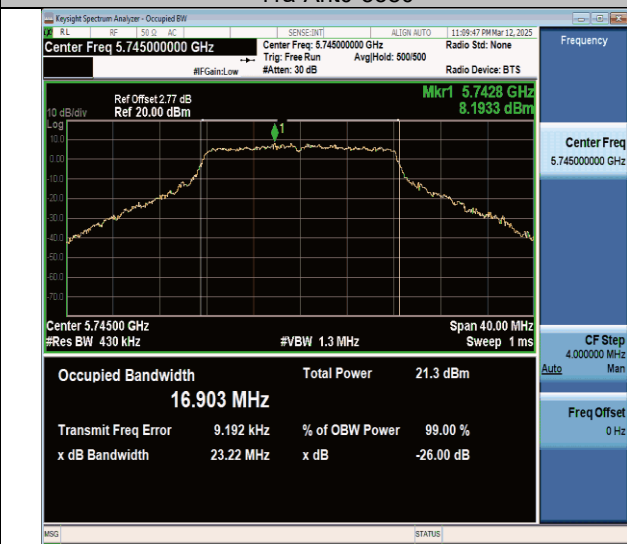 Keysight Spectrum Analyzer - Occupied BW
RL RF 50 Ω AC SENSE:INT ALIGN AUTO 11:09:47 PM Mar 12, 2025
Center Freq 5.745000000 GHz
Center Freq: 5.745000000 GHz
Radio Std: None
Trig: Free Run Avg|Hold: 500/500
#IFGain:Low #Atten: 30 dB Radio Device: BTS
Frequency
Mkr1 5.7428 GHz
8.1933 dBm
Ref Offset 2.77 dB
10 dB/div Ref 20.00 dBm
Log
10.0
0.00
-10.0
-20.0
-30.0
-40.0
-50.0
-60.0
-70.0
1
Center 5.74500 GHz Span 40.00 MHz
#Res BW 430 kHz #VBW 1.3 MHz Sweep 1 ms
Occupied Bandwidth Total Power 21.3 dBm
16.903 MHz
Transmit Freq Error 9.192 kHz % of OBW Power 99.00 %
x dB Bandwidth 23.22 MHz x dB -26.00 dB
Center Freq
5.745000000 GHz
CF Step
4.000000 MHz
Auto Man
Freq Offset
0 Hz
MSG STATUS